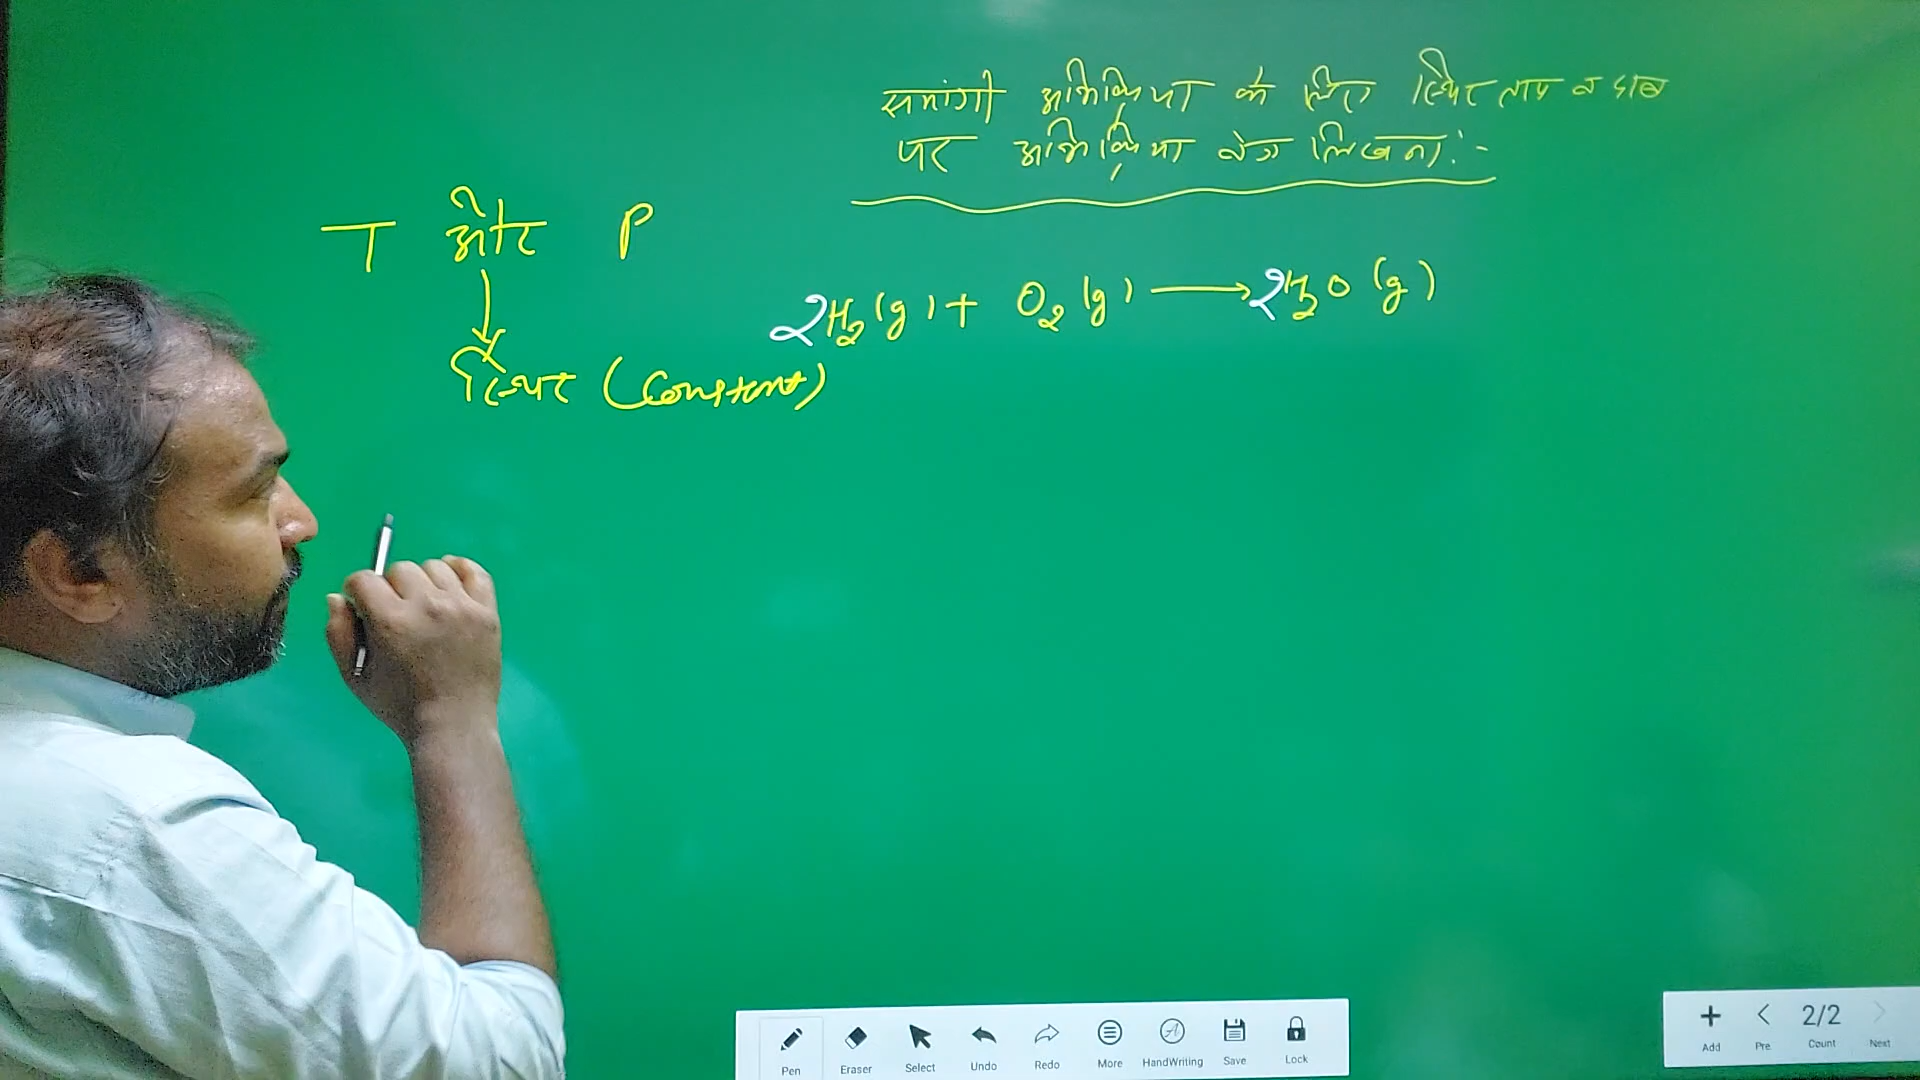 समांगी अभिक्रिया के लिए स्थिर ताप व दाब
पर अभिक्रिया वेग लिखना:-
T और P
2H2(g) + O2(g) → 2H2O(g)
स्थिर (Constant)
Pen Eraser Select Undo Redo More HandWriting Save Lock
+ < 2/2 >
Add Pre Count Next